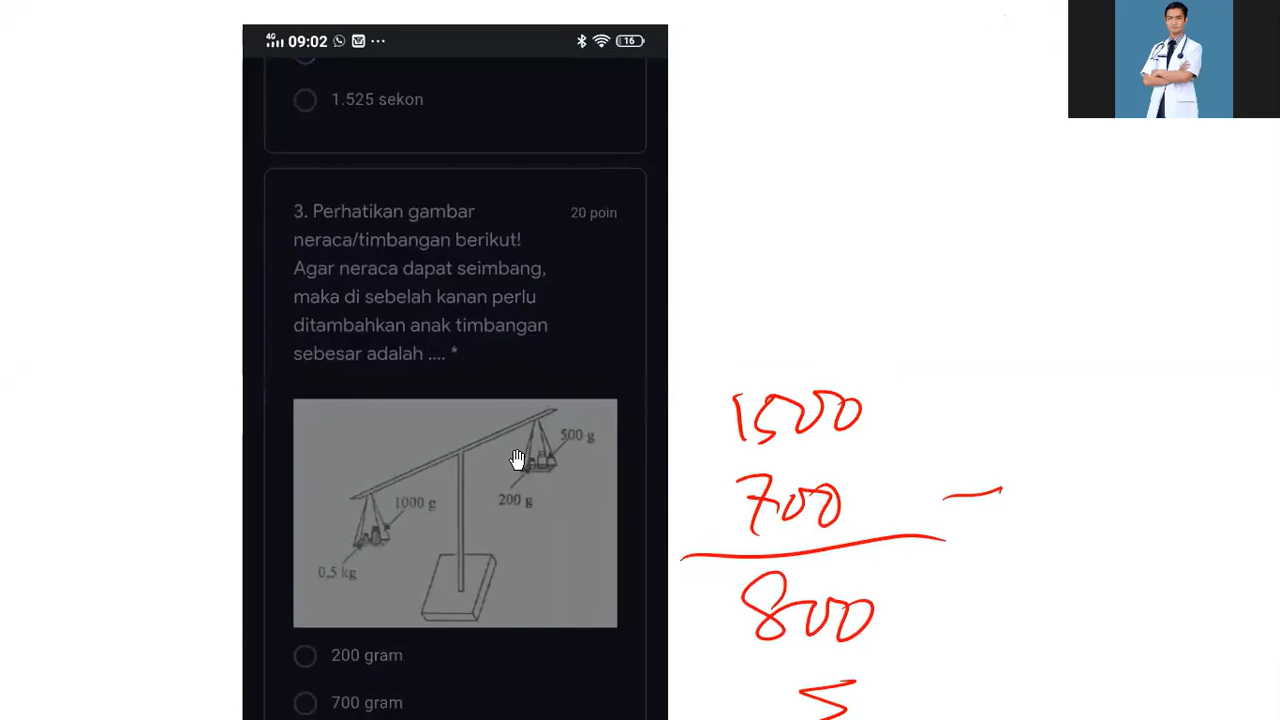 4G 09:02 ... 16
1.525 sekon
3. Perhatikan gambar 20 poin
neraca/timbangan berikut!
Agar neraca dapat seimbang,
maka di sebelah kanan perlu
ditambahkan anak timbangan
sebesar adalah .... *
500 g
1000 g
200 g
0,5 kg
200 gram
700 gram
1500
700 —
800